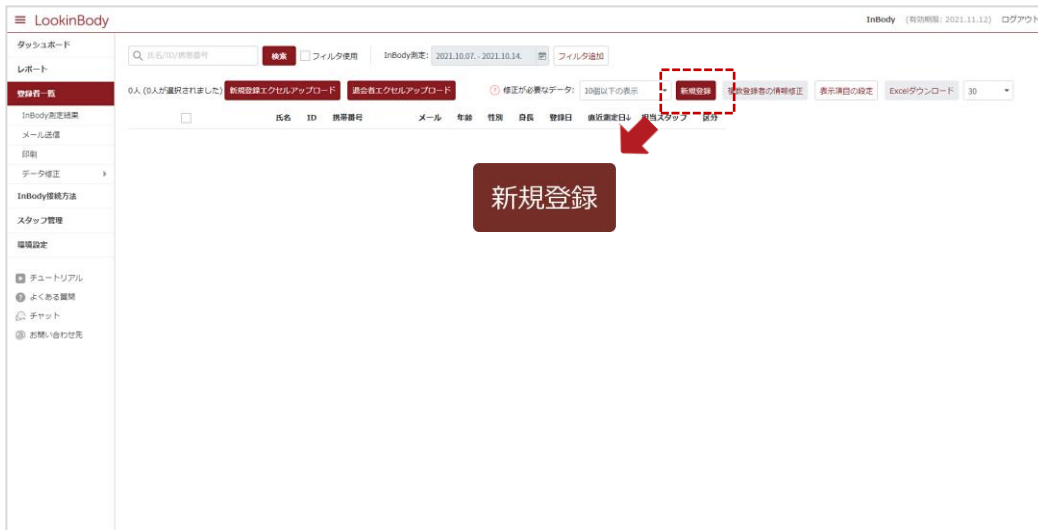 LookinBody
InBody (有効期限: 2021.11.12) ログアウト
ダッシュボード
レポート
登録者一覧
InBody測定結果
メール送信
印刷
データ修正
InBody接続方法
スタッフ管理
環境設定
チュートリアル
よくある質問
チャット
お問い合わせ先
氏名/ID/携帯番号 検索 フィルタ使用 InBody測定: 2021.10.07. - 2021.10.14. フィルタ追加
0人 (0人が選択されました) 新規登録エクセルアップロード 退会者エクセルアップロード ? 修正が必要なデータ: 10個以下の表示 新規登録 複数登録者の情報修正 表示項目の設定 Excelダウンロード 30
氏名 ID 携帯番号 メール 年齢 性別 身長 登録日 直近測定日↓ 担当スタッフ 区分
新規登録